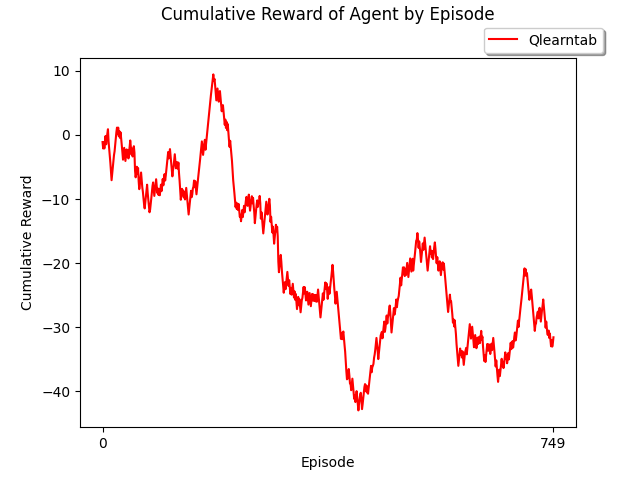 Cumulative Reward of Agent by Episode
Qlearntab
10
0
−10
−20
−30
−40
Cumulative Reward
0
749
Episode